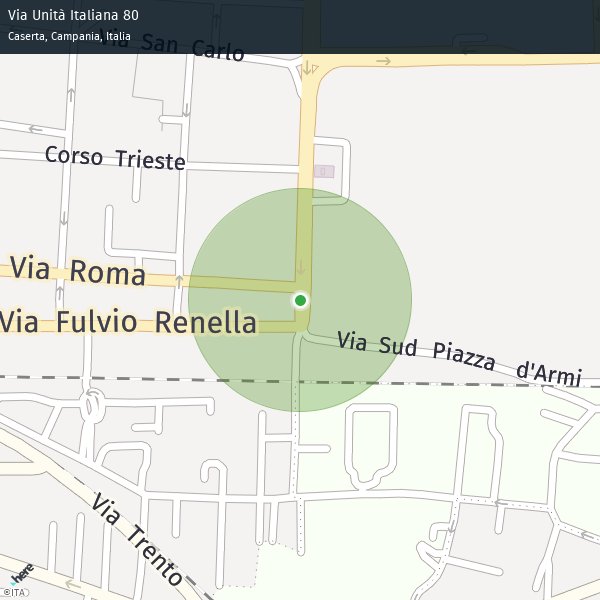 Via Unità Italiana 80
Caserta, Campania, Italia
Via San Carlo
Corso Trieste
Via Roma
Via Fulvio Renella
Via Sud Piazza d'Armi
Via Trento
here
©ITA